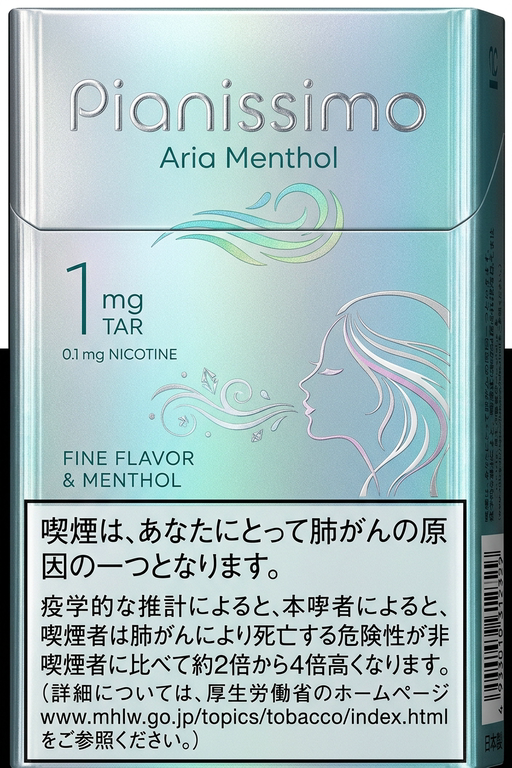 Pianissimo
Aria Menthol
1 mg
TAR
0.1 mg NICOTINE
FINE FLAVOR
& MENTHOL
喫煙は、あなたにとって肺がんの原
因の一つとなります。
疫学的な推計によると、
喫煙者は肺がんにより死亡する危険性が非
喫煙者に比べて約2倍から4倍高くなります。
(詳細については、厚生労働省のホームページ
www.mhlw.go.jp/topics/tobacco/index.html
をご参照ください。)
日本製